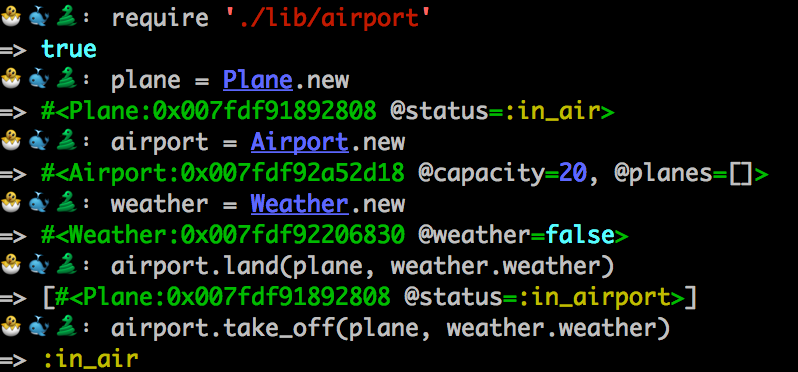 🐣 🐳 🐍: require './lib/airport'
=> true
🐣 🐳 🐍: plane = Plane.new
=> #<Plane:0x007fdf91892808 @status=:in_air>
🐣 🐳 🐍: airport = Airport.new
=> #<Airport:0x007fdf92a52d18 @capacity=20, @planes=[]>
🐣 🐳 🐍: weather = Weather.new
=> #<Weather:0x007fdf92206830 @weather=false>
🐣 🐳 🐍: airport.land(plane, weather.weather)
=> [#<Plane:0x007fdf91892808 @status=:in_airport>]
🐣 🐳 🐍: airport.take_off(plane, weather.weather)
=> :in_air